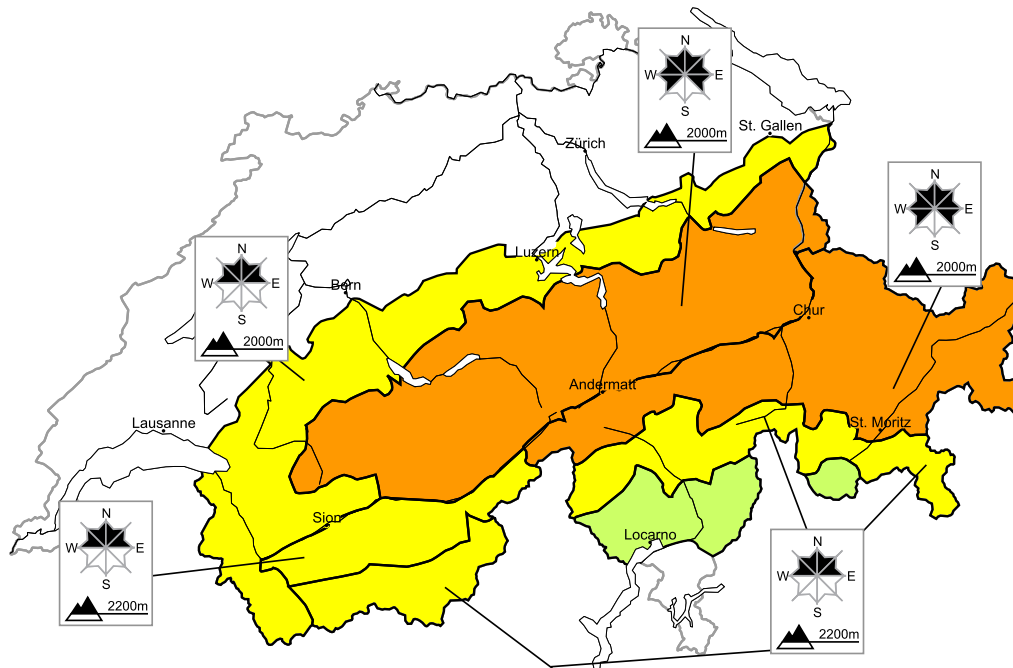 N
W E
S
2000m
St. Gallen
Zürich
N
W E
S
2000m
N
W E
S
2000m
Luzern
Bern
Chur
Andermatt
Lausanne
St. Moritz
N
W E
S
2200m
Sion
Locarno
N
W E
S
2200m